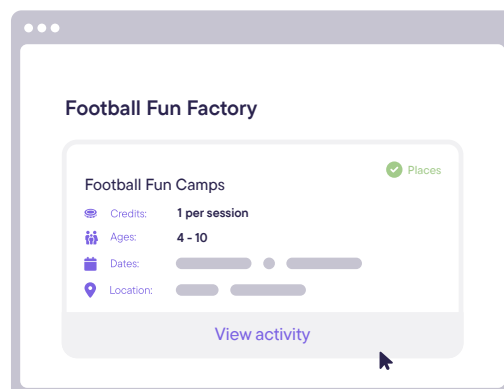 Football Fun Factory
Places
Football Fun Camps
Credits: 1 per session
Ages: 4 - 10
Dates:
Location:
View activity